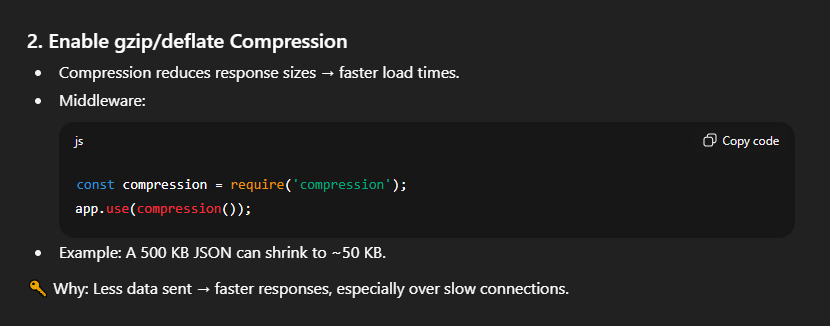 2. Enable gzip/deflate Compression
• Compression reduces response sizes → faster load times.
• Middleware:
js
Copy code
const compression = require('compression');
app.use(compression());
• Example: A 500 KB JSON can shrink to ~50 KB.
🔑 Why: Less data sent → faster responses, especially over slow connections.